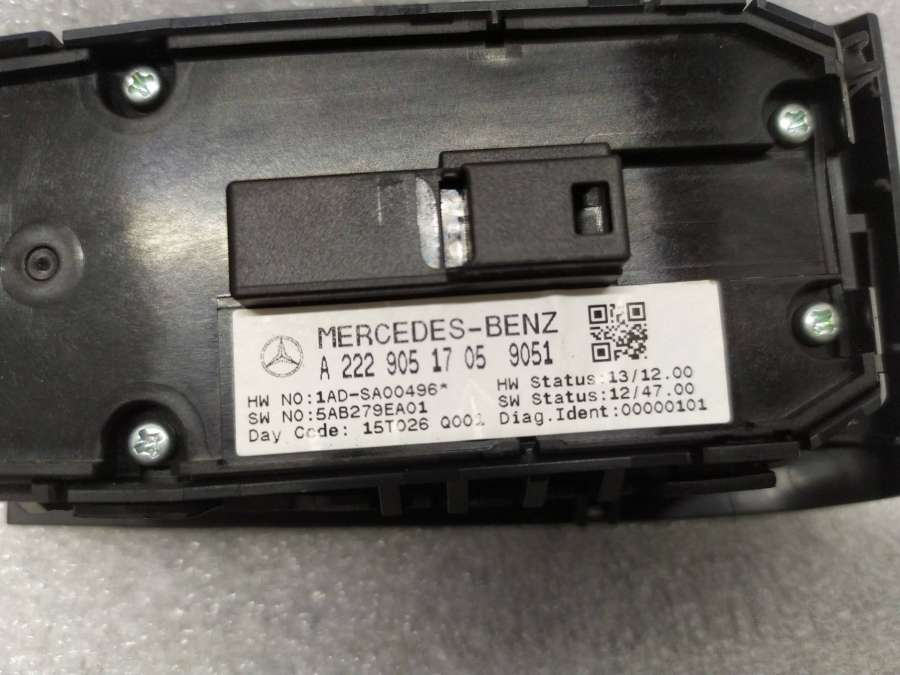 MERCEDES-BENZ
A 222 905 17 05 9051
HW NO:1AD-SA00496* HW Status:13/12.00
SW NO:5AB279EA01 SW Status:12/47.00
Day Code: 15T026 Q001 Diag.Ident:00000101